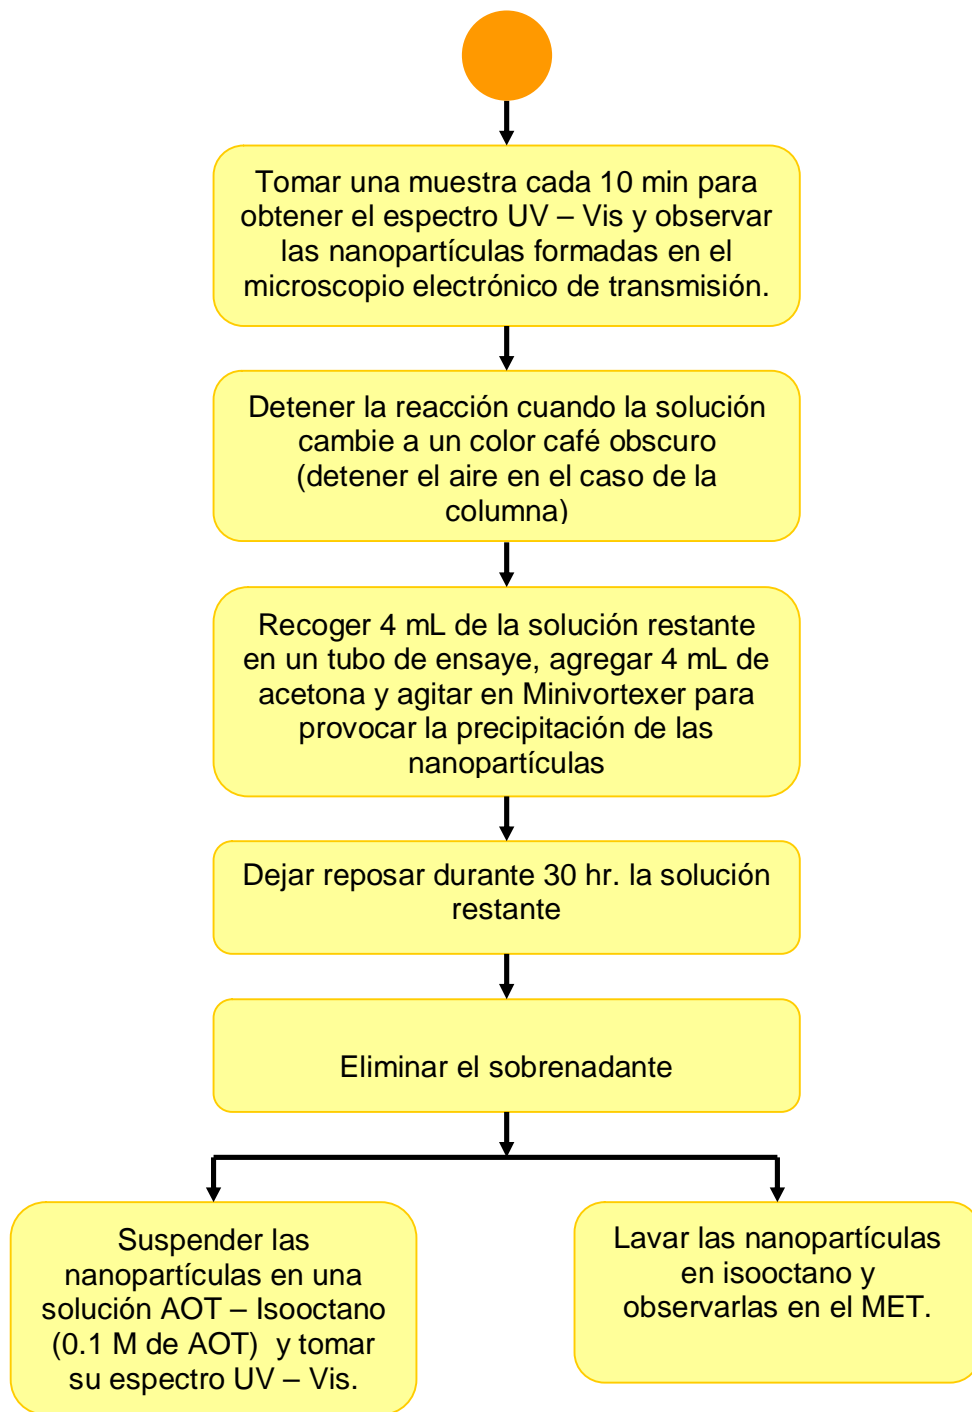 Tomar una muestra cada 10 min para
obtener el espectro UV – Vis y observar
las nanopartículas formadas en el
microscopio electrónico de transmisión.
Detener la reacción cuando la solución
cambie a un color café obscuro
(detener el aire en el caso de la
columna)
Recoger 4 mL de la solución restante
en un tubo de ensaye, agregar 4 mL de
acetona y agitar en Minivortexer para
provocar la precipitación de las
nanopartículas
Dejar reposar durante 30 hr. la solución
restante
Eliminar el sobrenadante
Suspender las
nanopartículas en una
solución AOT – Isooctano
(0.1 M de AOT)  y tomar
su espectro UV – Vis.
Lavar las nanopartículas
en isooctano y
observarlas en el MET.